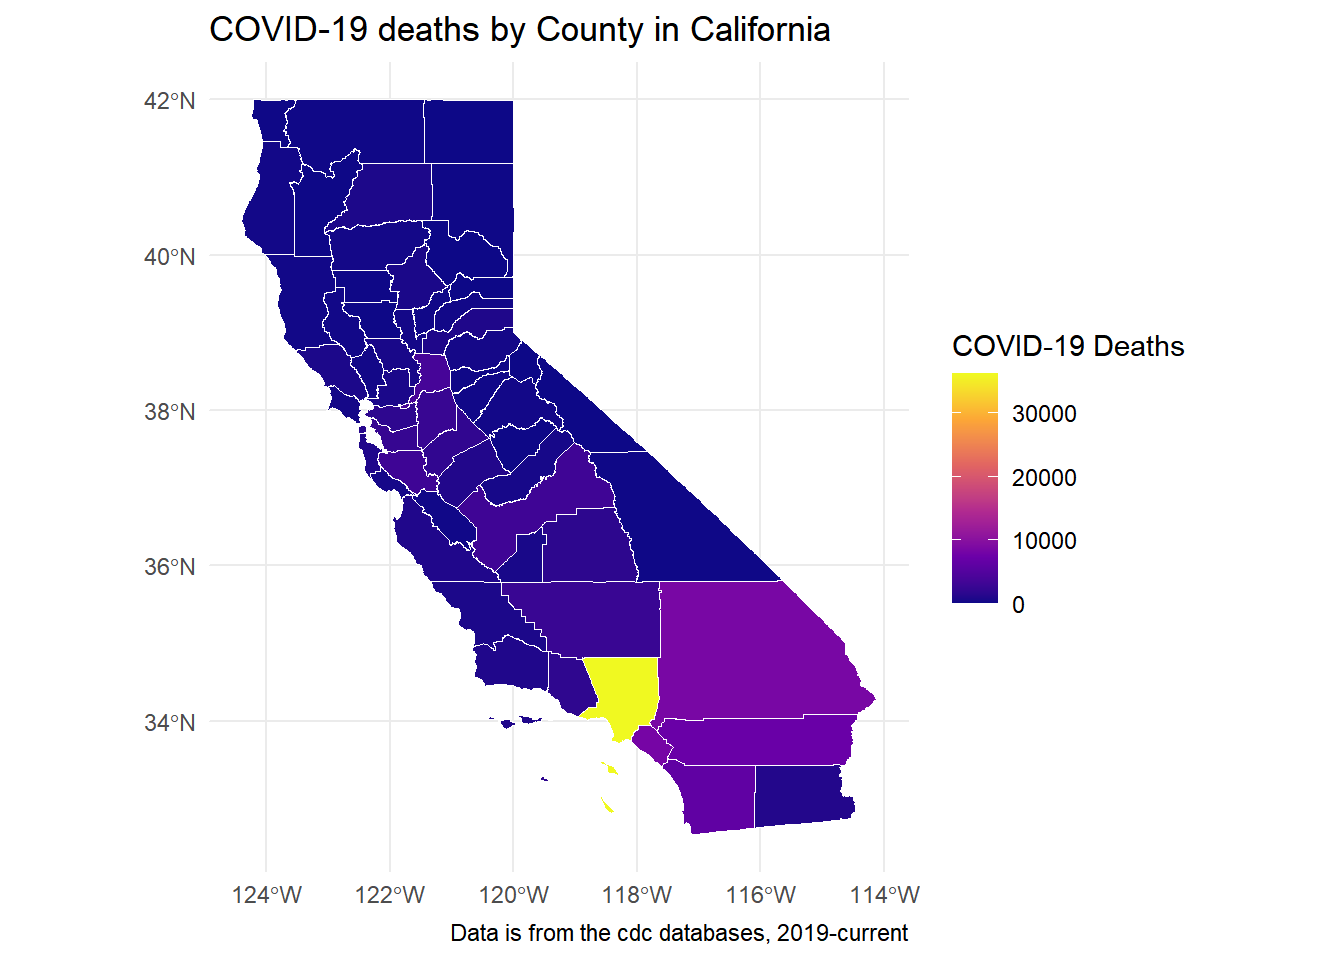 COVID-19 deaths by County in California
42°N
40°N
38°N
36°N
34°N
124°W
122°W
120°W
118°W
116°W
114°W
COVID-19 Deaths
30000
20000
10000
0
Data is from the cdc databases, 2019-current